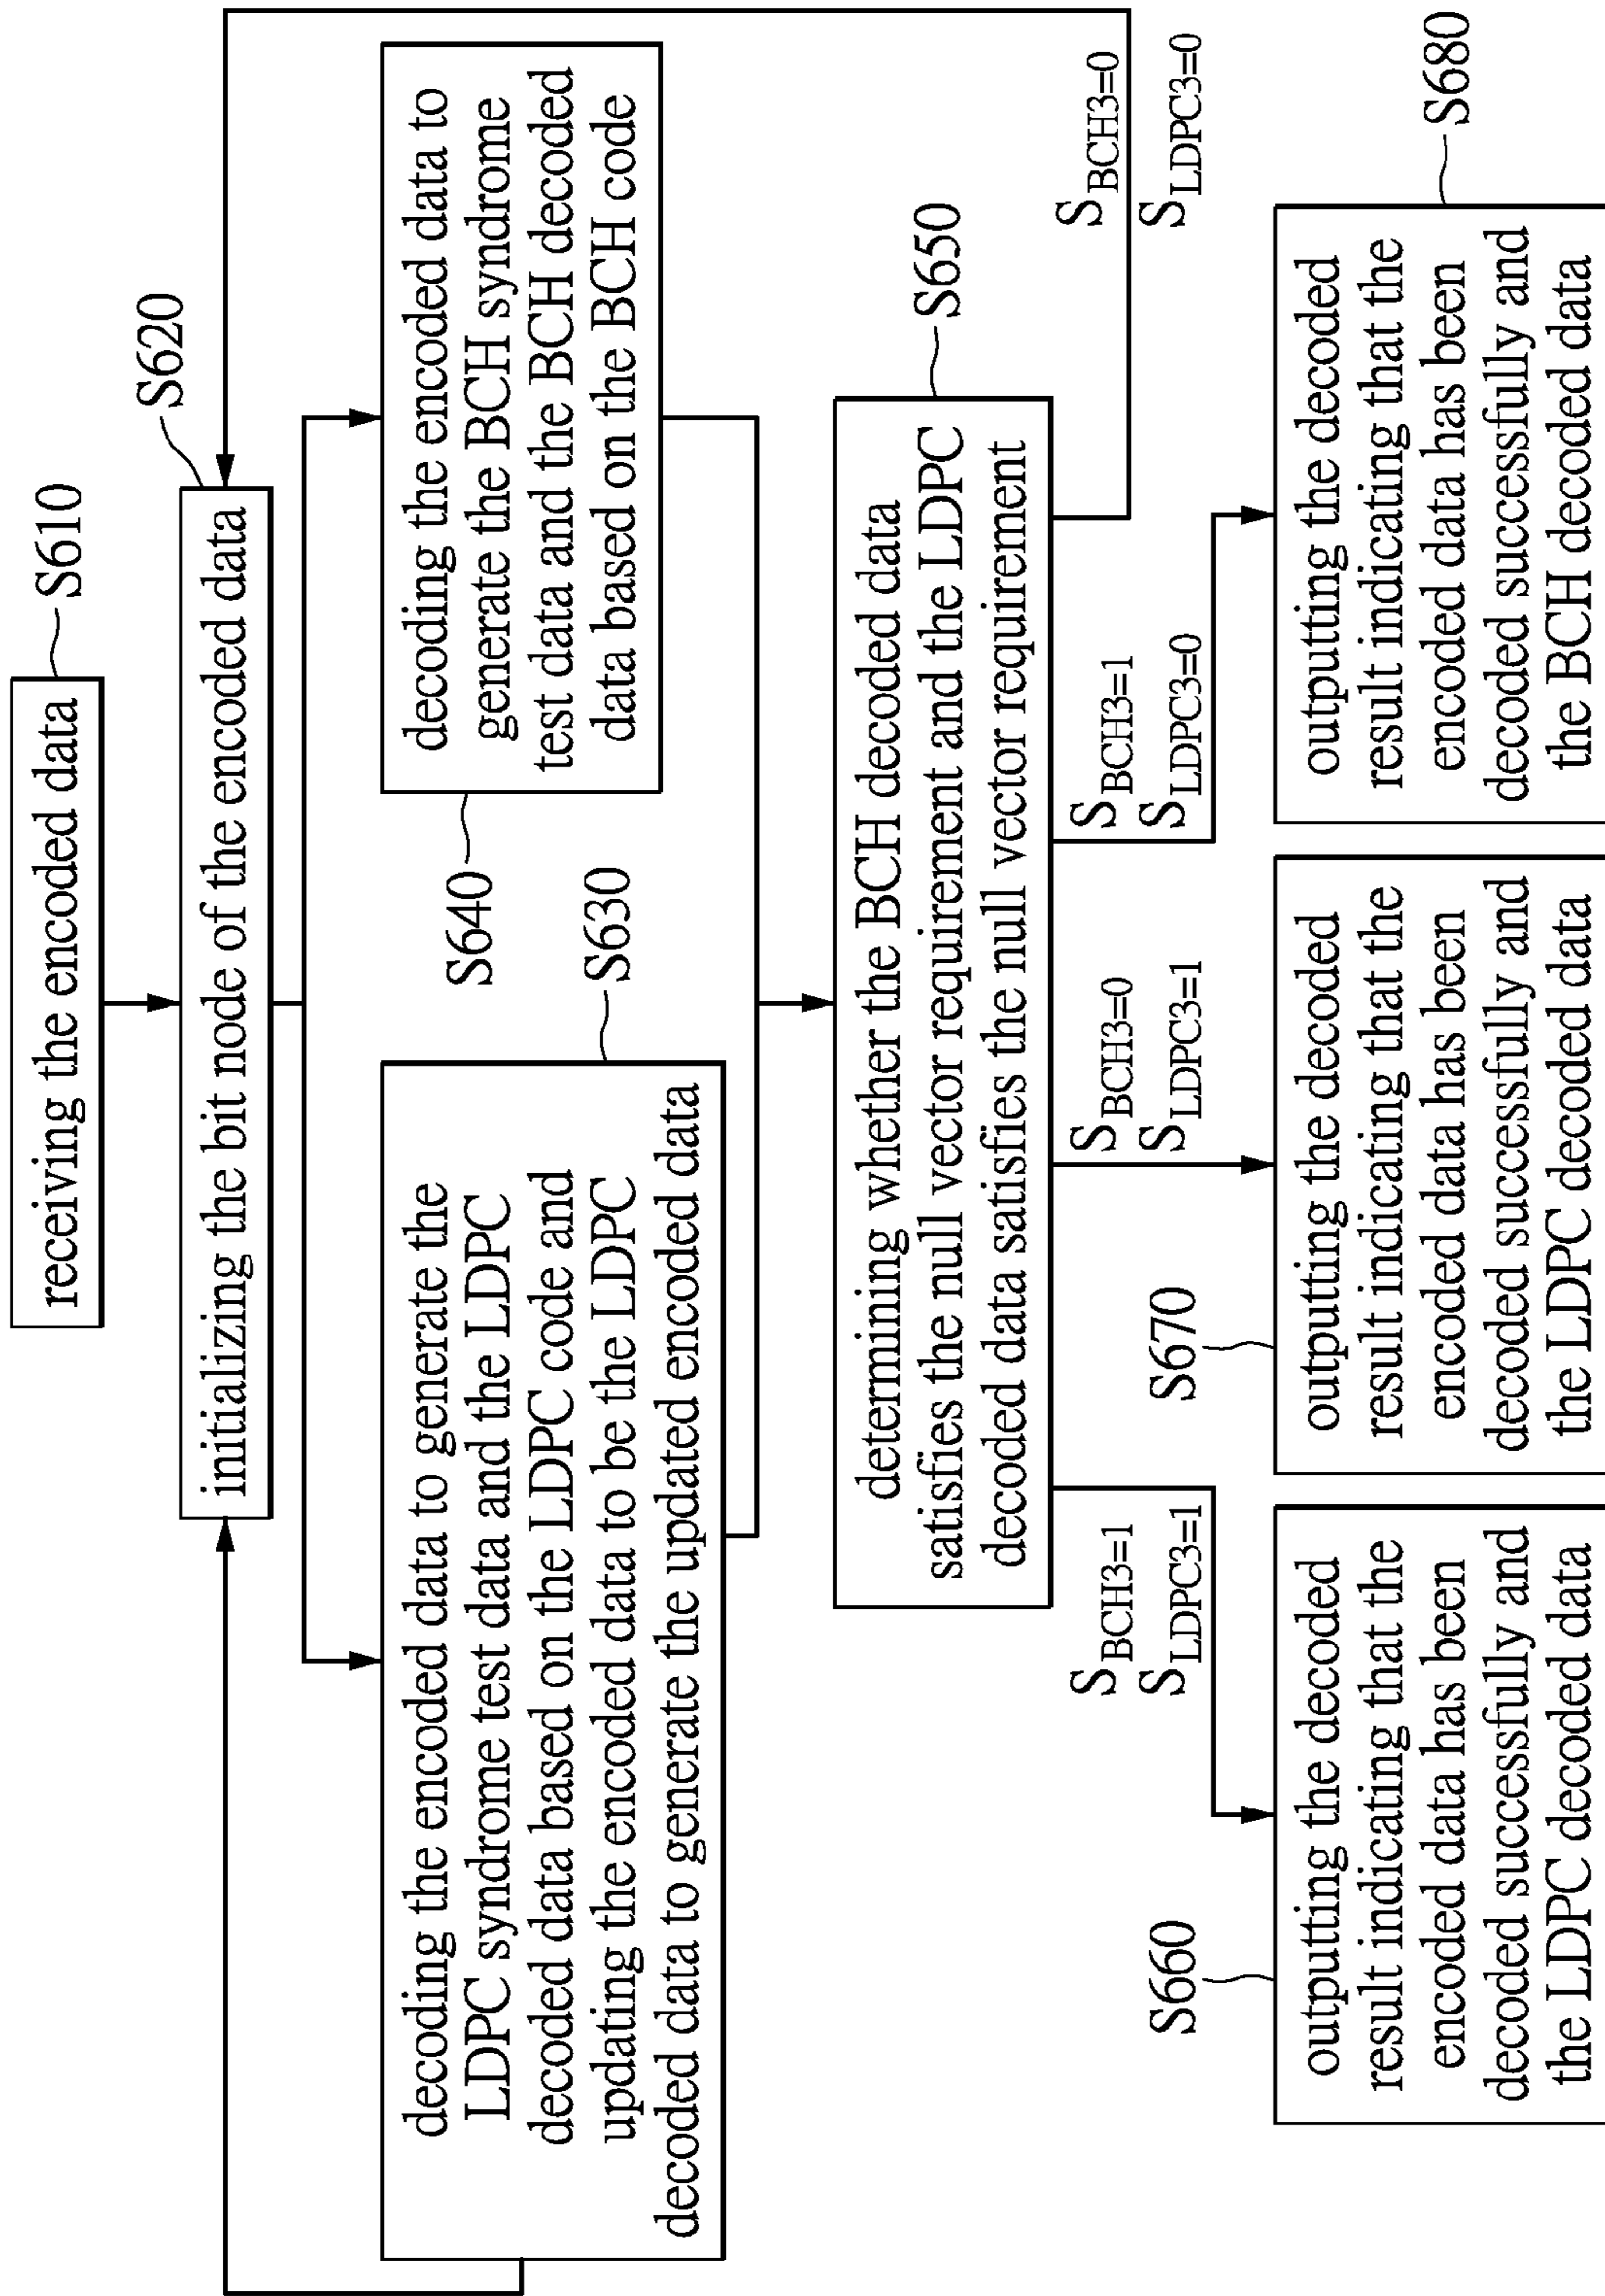 receiving the encoded data
S610
initializing the bit node of the encoded data
S620
decoding the encoded data to generate the
LDPC syndrome test data and the LDPC
decoded data based on the LDPC code and
updating the encoded data to be the LDPC
decoded data to generate the updated encoded data
S630
decoding the encoded data to
generate the BCH syndrome
test data and the BCH decoded
data based on the BCH code
S640
determining whether the BCH decoded data
satisfies the null vector requirement and the LDPC
decoded data satisfies the null vector requirement
S650
SBCH3=1
SLDPC3=1
SBCH3=0
SLDPC3=1
SBCH3=1
SLDPC3=0
SBCH3=0
SLDPC3=0
S660
outputting the decoded
result indicating that the
encoded data has been
decoded successfully and
the LDPC decoded data
S670
outputting the decoded
result indicating that the
encoded data has been
decoded successfully and
the LDPC decoded data
S680
outputting the decoded
result indicating that the
encoded data has been
decoded successfully and
the BCH decoded data